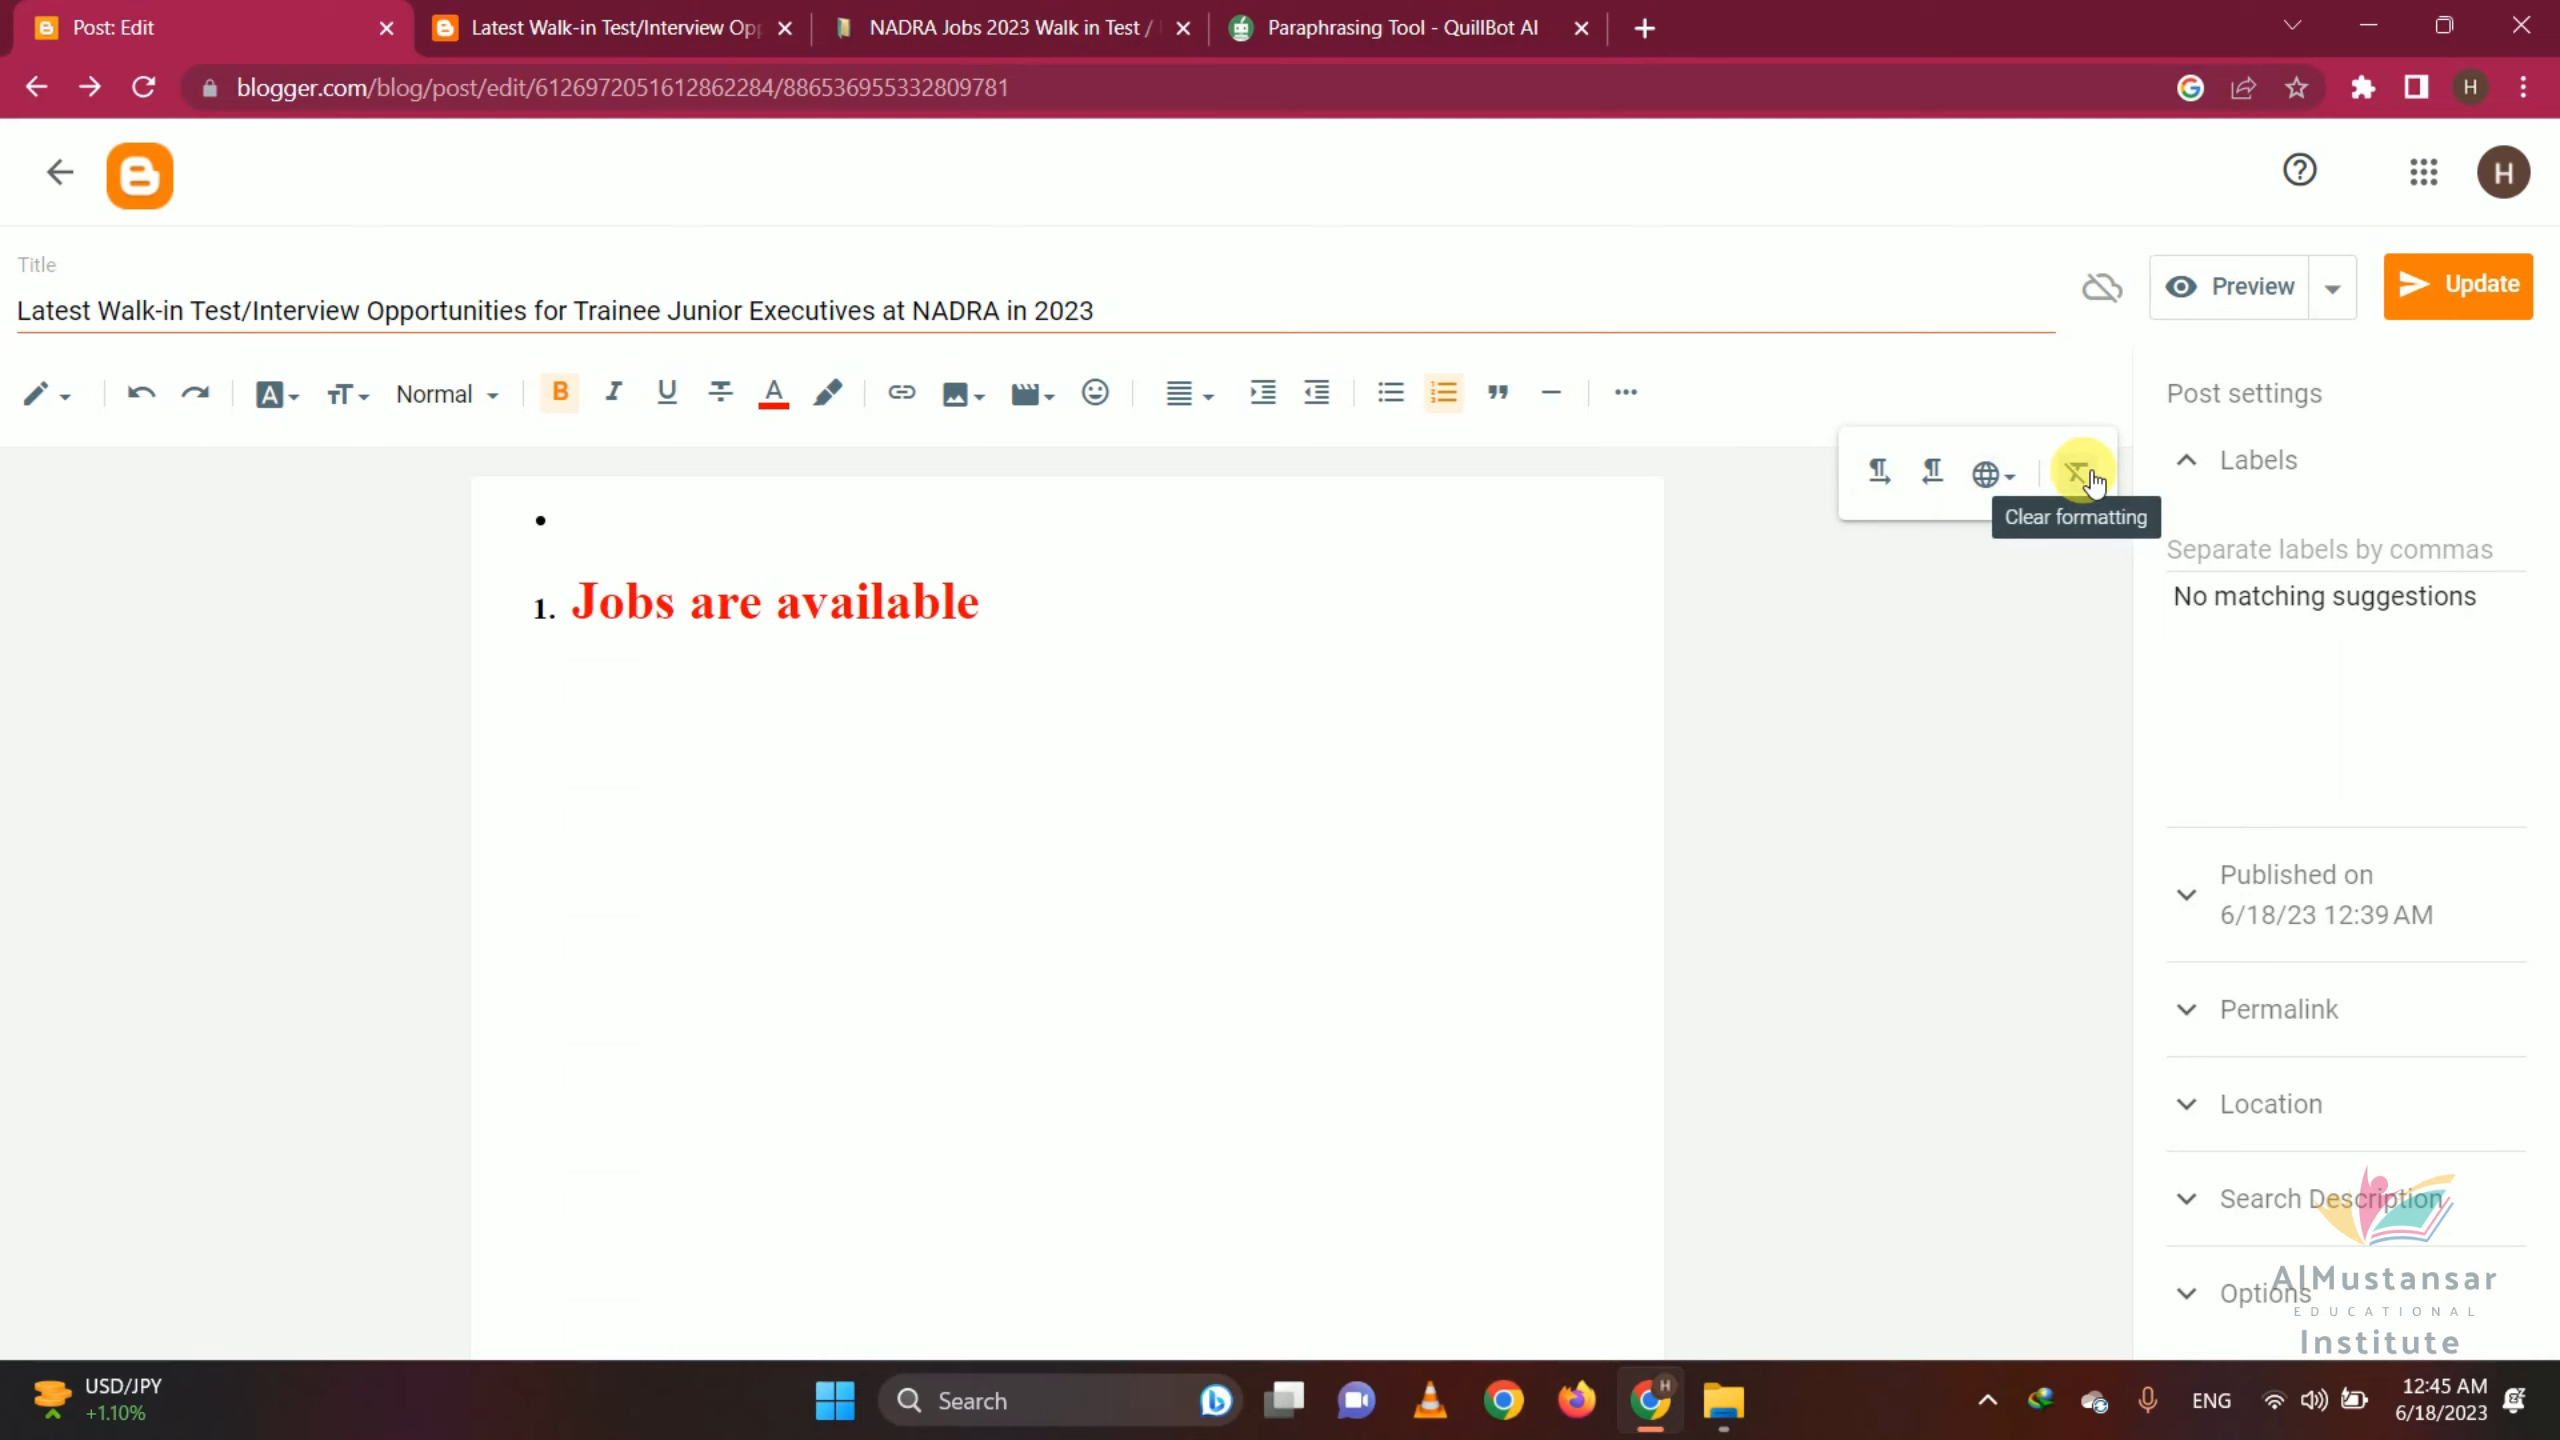 Post: Edit
Latest Walk-in Test/Interview Opp
NADRA Jobs 2023 Walk in Test /
Paraphrasing Tool - QuillBot AI
blogger.com/blog/post/edit/6126972051612862284/886536955332809781
H
H
Title
Latest Walk-in Test/Interview Opportunities for Trainee Junior Executives at NADRA in 2023
Preview
Update
Normal
B
Post settings
Labels
Clear formatting
Separate labels by commas
No matching suggestions
1. Jobs are available
Published on
6/18/23 12:39 AM
Permalink
Location
Search Description
Options
AlMustansar
EDUCATIONAL
Institute
USD/JPY
+1.10%
Search
ENG
12:45 AM
6/18/2023